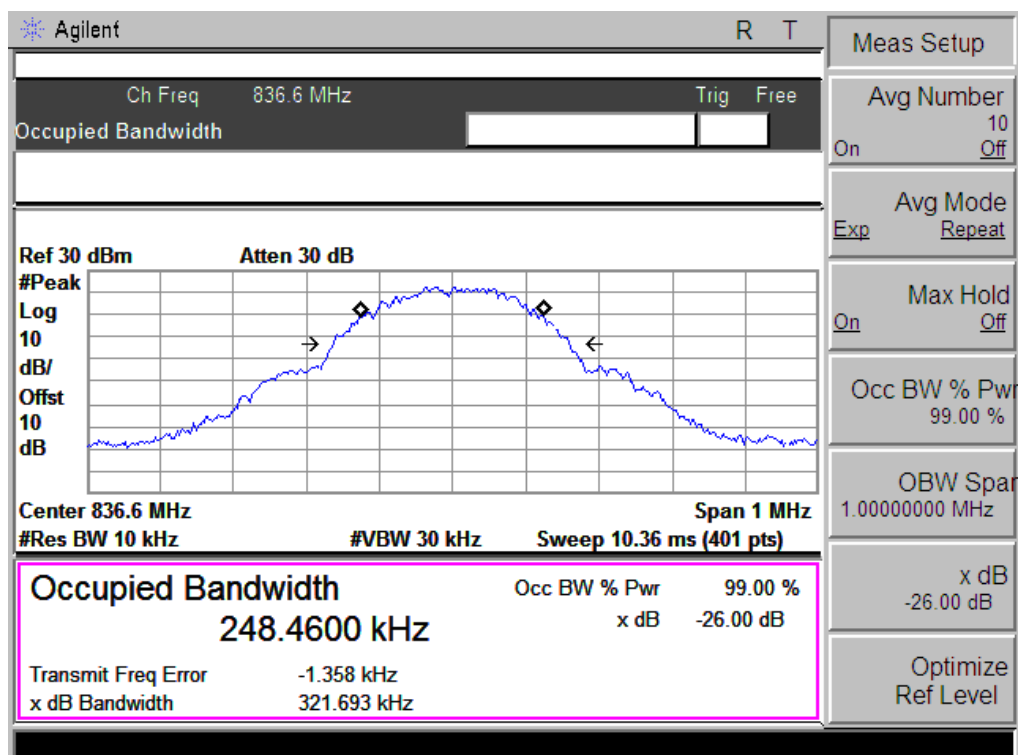 Agilent R T
Ch Freq 836.6 MHz Trig Free
Occupied Bandwidth
Ref 30 dBm Atten 30 dB
#Peak
Log
10
dB/
Offst
10
dB
Center 836.6 MHz Span 1 MHz
#Res BW 10 kHz #VBW 30 kHz Sweep 10.36 ms (401 pts)
Occupied Bandwidth Occ BW % Pwr 99.00 %
248.4600 kHz x dB -26.00 dB
Transmit Freq Error -1.358 kHz
x dB Bandwidth 321.693 kHz
Meas Setup
Avg Number
10
On Off
Avg Mode
Exp Repeat
Max Hold
On Off
Occ BW % Pwr
99.00 %
OBW Span
1.00000000 MHz
x dB
-26.00 dB
Optimize
Ref Level